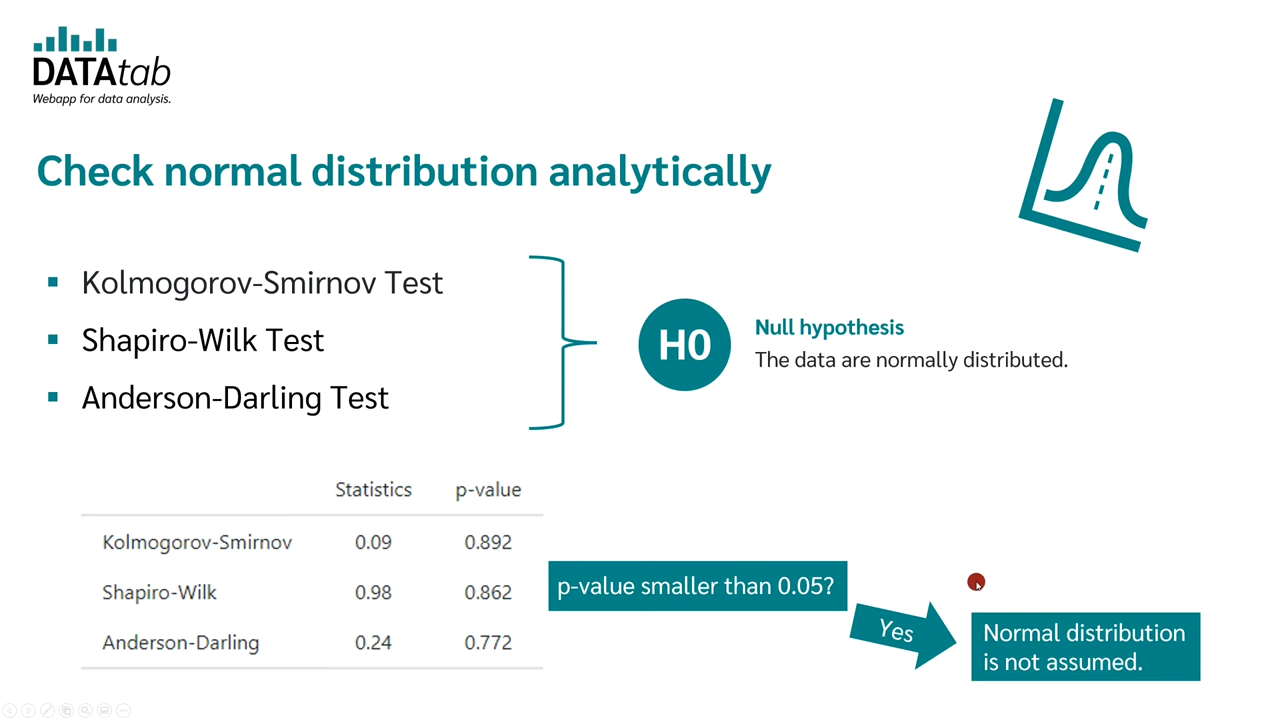 DATAtab
Webapp for data analysis.
Check normal distribution analytically
Kolmogorov-Smirnov Test
Shapiro-Wilk Test
Anderson-Darling Test
H0
Null hypothesis
The data are normally distributed.
Statistics p-value
Kolmogorov-Smirnov 0.09 0.892
Shapiro-Wilk 0.98 0.862
Anderson-Darling 0.24 0.772
p-value smaller than 0.05?
Yes
Normal distribution
is not assumed.